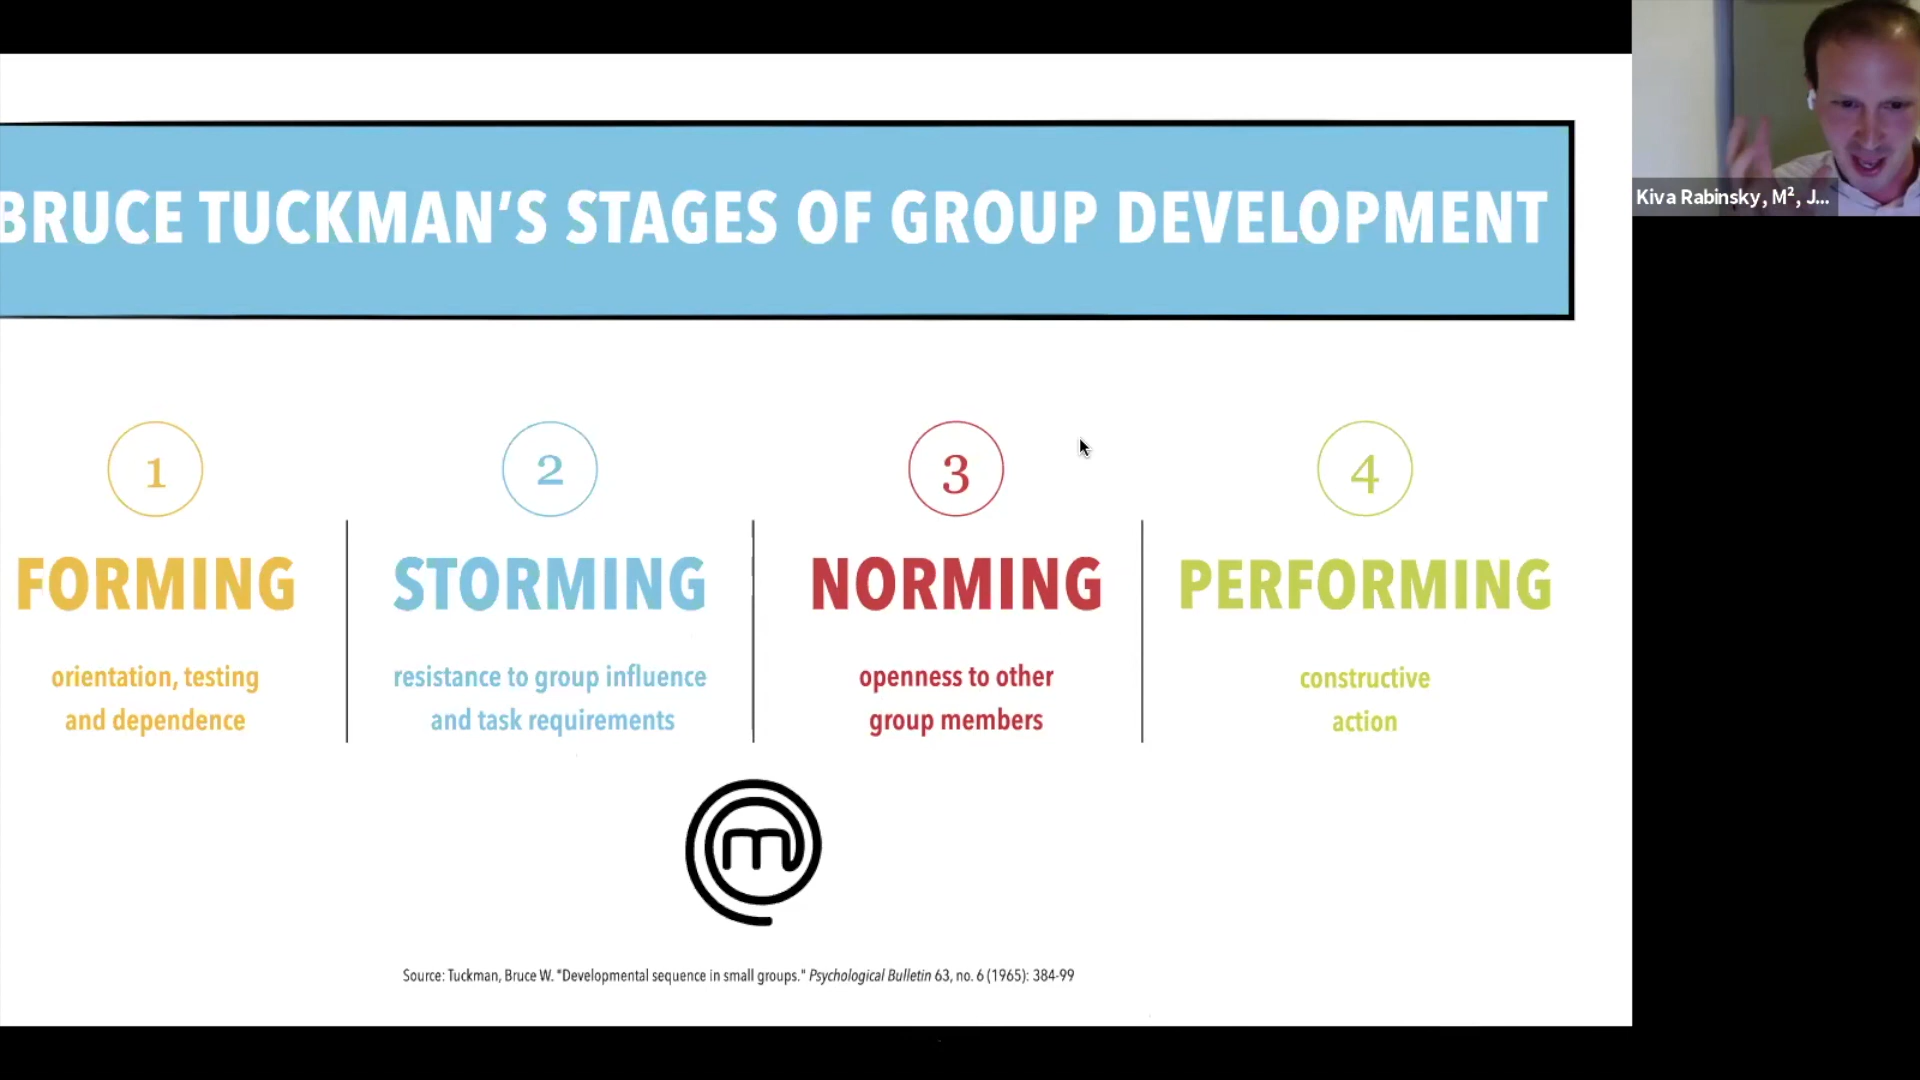 BRUCE TUCKMAN'S STAGES OF GROUP DEVELOPMENT
Kiva Rabinsky, M², J...
1
2
3
4
FORMING
STORMING
NORMING
PERFORMING
orientation, testing
and dependence
resistance to group influence
and task requirements
openness to other
group members
constructive
action
m
Source: Tuckman, Bruce W. "Developmental sequence in small groups." Psychological Bulletin 63, no. 6 (1965): 384-99